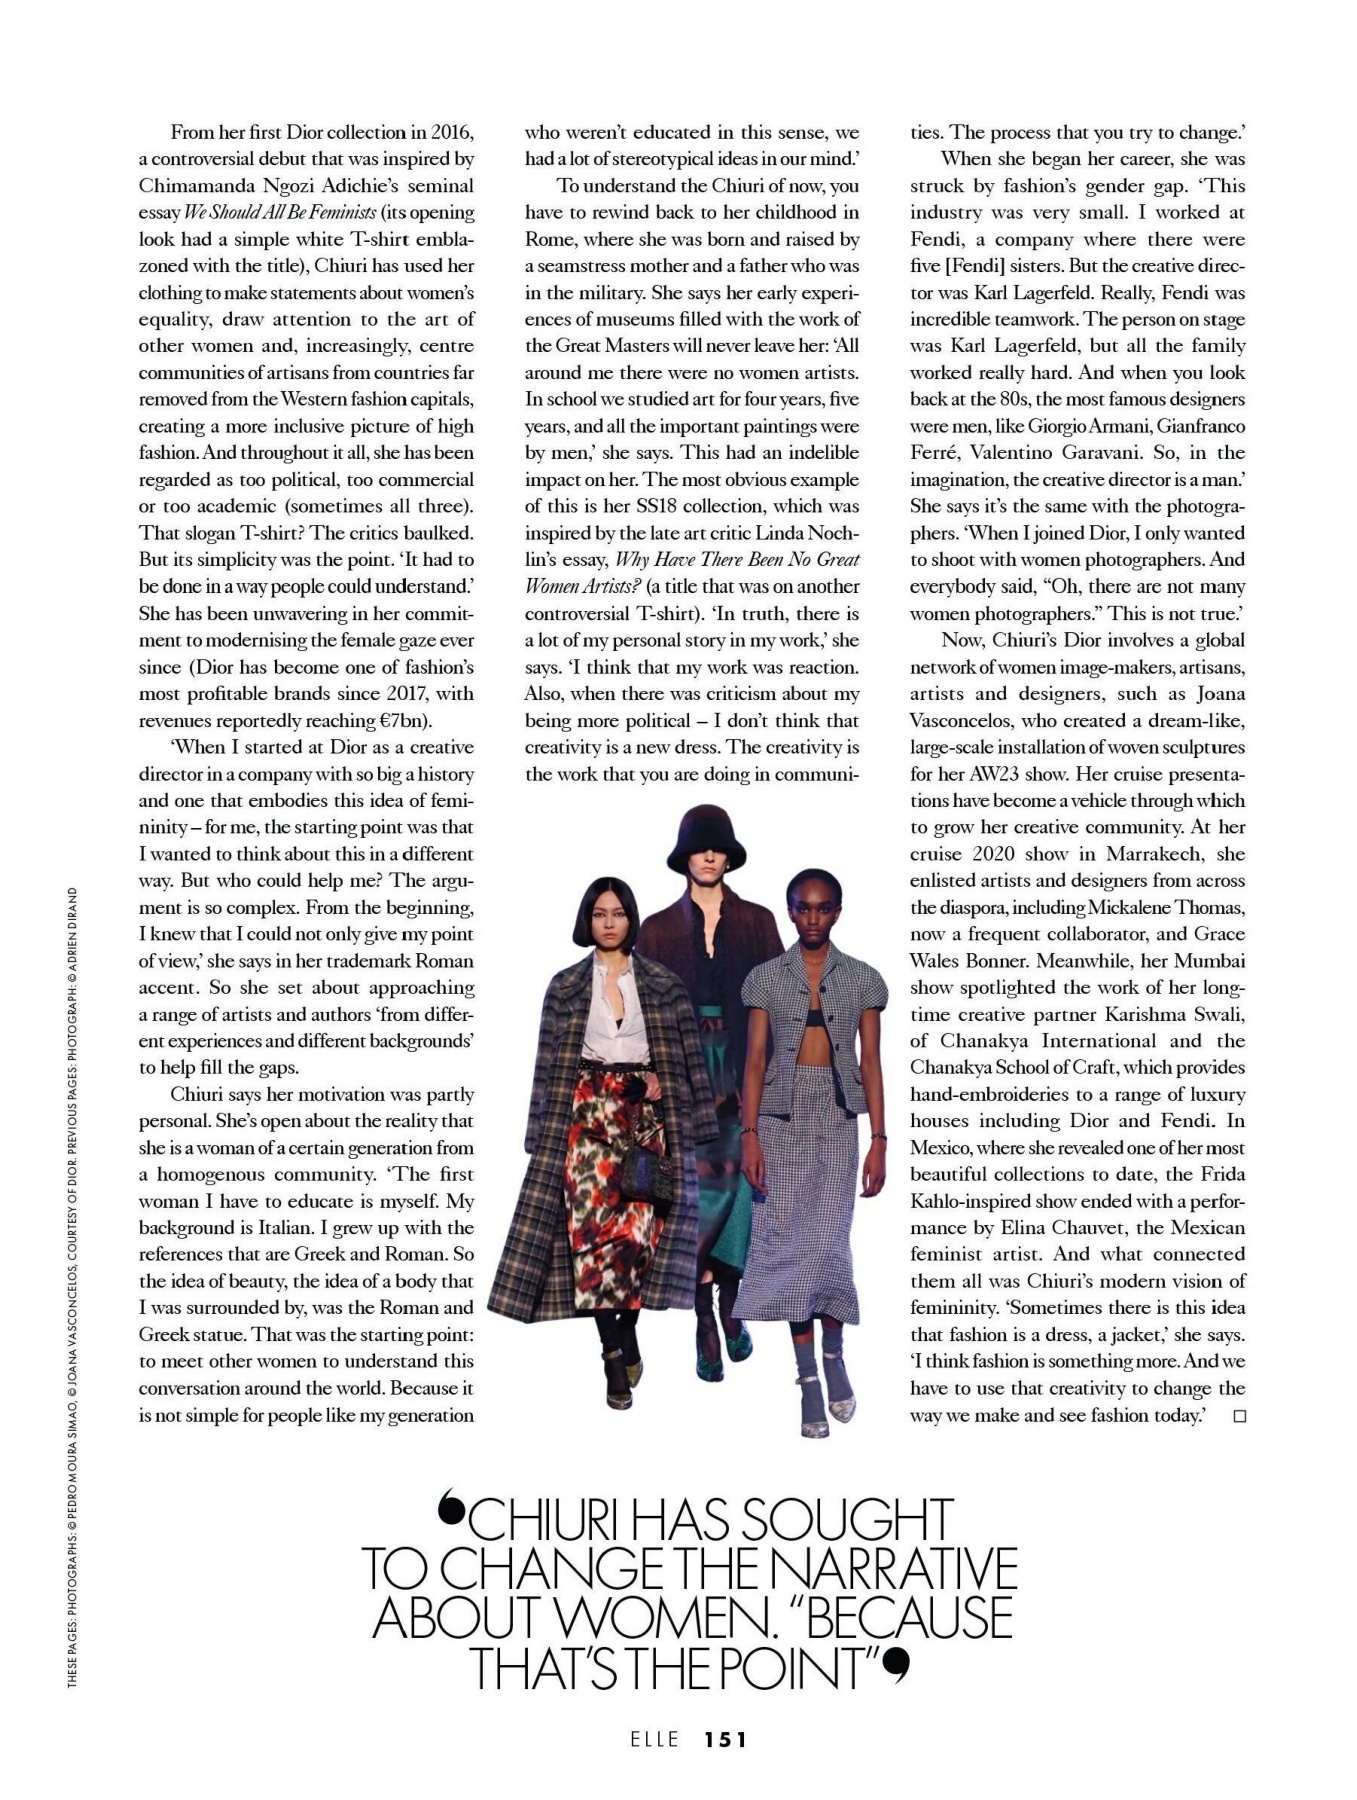 From her first Dior collection in 2016,
a controversial debut that was inspired by
Chimamanda Ngozi Adichie's seminal
essay We Should All Be Feminists (its opening
look had a simple white T-shirt embla-
zoned with the title), Chiuri has used her
clothing to make statements about women's
equality, draw attention to the art of
other women and, increasingly, centre
communities of artisans from countries far
removed from the Western fashion capitals,
creating a more inclusive picture of high
fashion. And throughout it all, she has been
regarded as too political, too commercial
or too academic (sometimes all three).
That slogan T-shirt? The critics baulked.
But its simplicity was the point. ‘It had to
be done in a way people could understand.’
She has been unwavering in her commit-
ment to modernising the female gaze ever
since (Dior has become one of fashion's
most profitable brands since 2017, with
revenues reportedly reaching €7bn).
‘When I started at Dior as a creative
director in a company with so big a history
and one that embodies this idea of femi-
ninity – for me, the starting point was that
I wanted to think about this in a different
way. But who could help me? The argu-
ment is so complex. From the beginning,
I knew that I could not only give my point
of view,’ she says in her trademark Roman
accent. So she set about approaching
a range of artists and authors ‘from differ-
ent experiences and different backgrounds’
to help fill the gaps.
Chiuri says her motivation was partly
personal. She's open about the reality that
she is a woman of a certain generation from
a homogenous community. ‘The first
woman I have to educate is myself. My
background is Italian. I grew up with the
references that are Greek and Roman. So
the idea of beauty, the idea of a body that
I was surrounded by, was the Roman and
Greek statue. That was the starting point:
to meet other women to understand this
conversation around the world. Because it
is not simple for people like my generation
who weren't educated in this sense, we
had a lot of stereotypical ideas in our mind.’
To understand the Chiuri of now, you
have to rewind back to her childhood in
Rome, where she was born and raised by
a seamstress mother and a father who was
in the military. She says her early experi-
ences of museums filled with the work of
the Great Masters will never leave her: ‘All
around me there were no women artists.
In school we studied art for four years, five
years, and all the important paintings were
by men,’ she says. This had an indelible
impact on her. The most obvious example
of this is her SS18 collection, which was
inspired by the late art critic Linda Noch-
lin's essay, Why Have There Been No Great
Women Artists? (a title that was on another
controversial T-shirt). ‘In truth, there is
a lot of my personal story in my work,’ she
says. ‘I think that my work was reaction.
Also, when there was criticism about my
being more political – I don't think that
creativity is a new dress. The creativity is
the work that you are doing in communi-
ties. The process that you try to change.’
When she began her career, she was
struck by fashion's gender gap. ‘This
industry was very small. I worked at
Fendi, a company where there were
five [Fendi] sisters. But the creative direc-
tor was Karl Lagerfeld. Really, Fendi was
incredible teamwork. The person on stage
was Karl Lagerfeld, but all the family
worked really hard. And when you look
back at the 80s, the most famous designers
were men, like Giorgio Armani, Gianfranco
Ferré, Valentino Garavani. So, in the
imagination, the creative director is a man.’
She says it's the same with the photogra-
phers. ‘When I joined Dior, I only wanted
to shoot with women photographers. And
everybody said, “Oh, there are not many
women photographers.” This is not true.’
Now, Chiuri's Dior involves a global
network of women image-makers, artisans,
artists and designers, such as Joana
Vasconcelos, who created a dream-like,
large-scale installation of woven sculptures
for her AW23 show. Her cruise presenta-
tions have become a vehicle through which
to grow her creative community. At her
cruise 2020 show in Marrakech, she
enlisted artists and designers from across
the diaspora, including Mickalene Thomas,
now a frequent collaborator, and Grace
Wales Bonner. Meanwhile, her Mumbai
show spotlighted the work of her long-
time creative partner Karishma Swali,
of Chanakya International and the
Chanakya School of Craft, which provides
hand-embroideries to a range of luxury
houses including Dior and Fendi. In
Mexico, where she revealed one of her most
beautiful collections to date, the Frida
Kahlo-inspired show ended with a perfor-
mance by Elina Chauvet, the Mexican
feminist artist. And what connected
them all was Chiuri's modern vision of
femininity. ‘Sometimes there is this idea
that fashion is a dress, a jacket,’ she says.
‘I think fashion is something more. And we
have to use that creativity to change the
way we make and see fashion today.’ □
‘CHIURI HAS SOUGHT
TO CHANGE THE NARRATIVE
ABOUT WOMEN. “BECAUSE
THAT'S THE POINT”’
THESE PAGES: PHOTOGRAPHS: © PEDRO MOURA SIMAO, © JOANA VASCONCELOS, COURTESY OF DIOR. PREVIOUS PAGES: PHOTOGRAPH: © ADRIEN DIRAND
ELLE 151